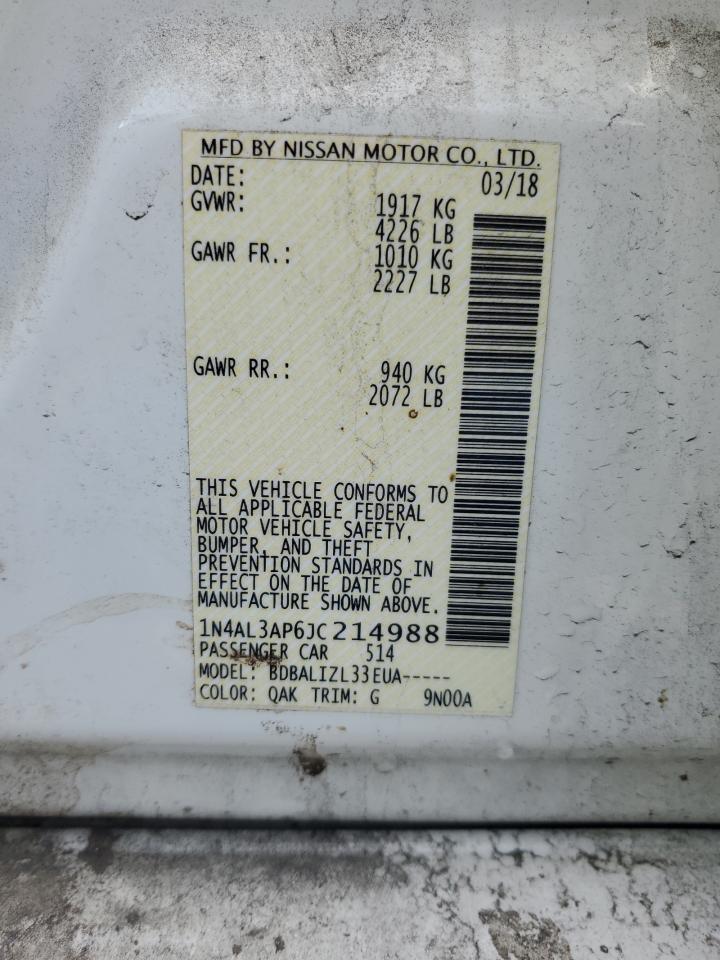 MFD BY NISSAN MOTOR CO., LTD.
DATE: 03/18
GVWR: 1917 KG
4226 LB
GAWR FR.: 1010 KG
2227 LB
GAWR RR.: 940 KG
2072 LB
THIS VEHICLE CONFORMS TO
ALL APPLICABLE FEDERAL
MOTOR VEHICLE SAFETY,
BUMPER, AND THEFT
PREVENTION STANDARDS IN
EFFECT ON THE DATE OF
MANUFACTURE SHOWN ABOVE.
1N4AL3AP6JC214988
PASSENGER CAR 514
MODEL: BDBALIZL33EUA-----
COLOR: QAK TRIM: G 9N00A